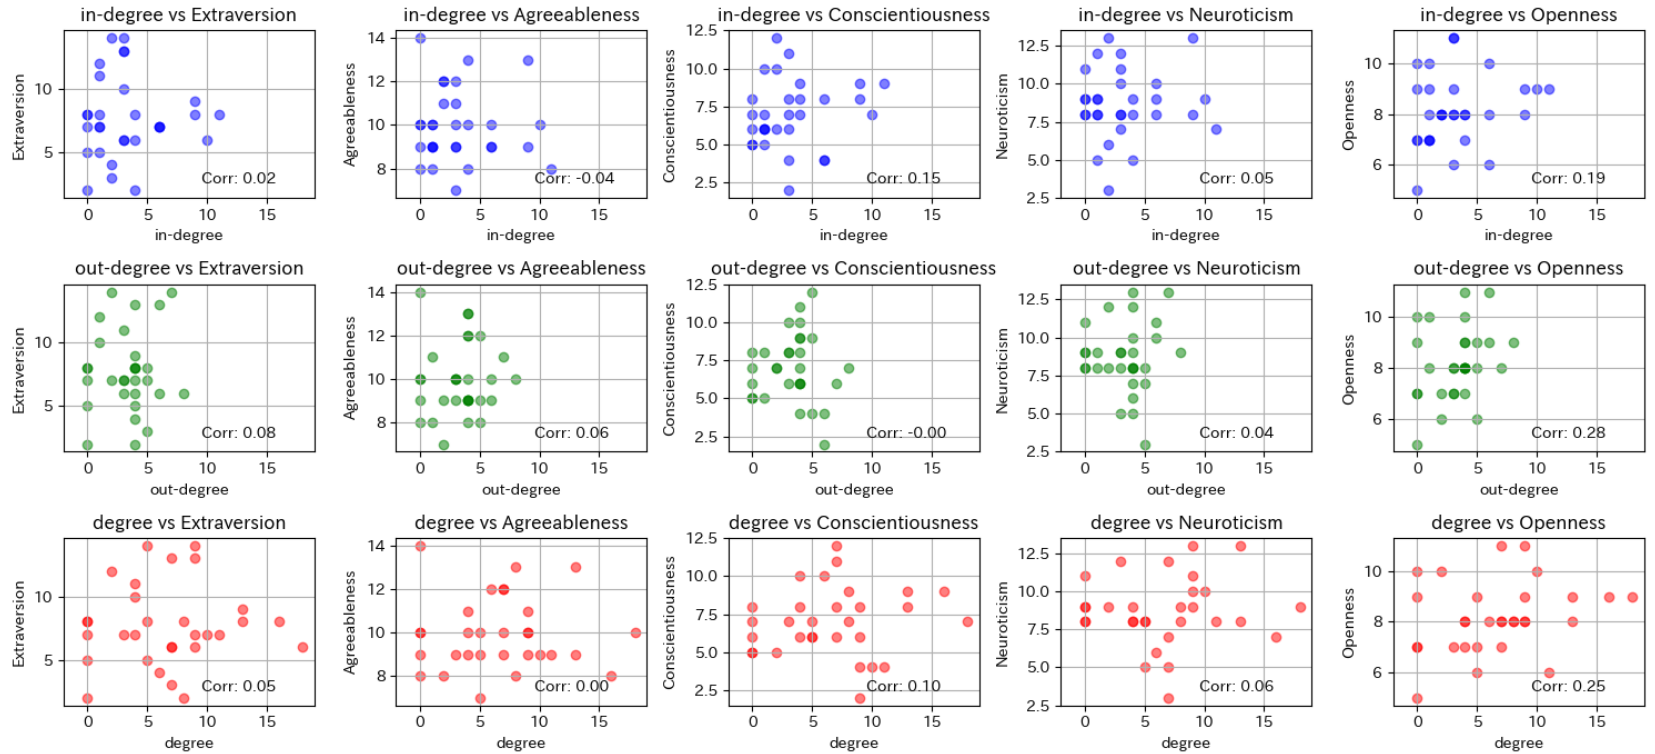 in-degree vs Extraversion
in-degree vs Agreeableness
in-degree vs Conscientiousness
in-degree vs Neuroticism
in-degree vs Openness
Extraversion
10
5
Corr: 0.02
0 5 10 15
in-degree
Agreeableness
14
12
10
8
Corr: -0.04
0 5 10 15
in-degree
Conscientiousness
12.5
10.0
7.5
5.0
2.5
Corr: 0.15
0 5 10 15
in-degree
Neuroticism
12.5
10.0
7.5
5.0
2.5
Corr: 0.05
0 5 10 15
in-degree
Openness
10
8
6
Corr: 0.19
0 5 10 15
in-degree
out-degree vs Extraversion
out-degree vs Agreeableness
out-degree vs Conscientiousness
out-degree vs Neuroticism
out-degree vs Openness
Extraversion
10
5
Corr: 0.08
0 5 10 15
out-degree
Agreeableness
14
12
10
8
Corr: 0.06
0 5 10 15
out-degree
Conscientiousness
12.5
10.0
7.5
5.0
2.5
Corr: -0.00
0 5 10 15
out-degree
Neuroticism
12.5
10.0
7.5
5.0
2.5
Corr: 0.04
0 5 10 15
out-degree
Openness
10
8
6
Corr: 0.28
0 5 10 15
out-degree
degree vs Extraversion
degree vs Agreeableness
degree vs Conscientiousness
degree vs Neuroticism
degree vs Openness
Extraversion
10
5
Corr: 0.05
0 5 10 15
degree
Agreeableness
14
12
10
8
Corr: 0.00
0 5 10 15
degree
Conscientiousness
12.5
10.0
7.5
5.0
2.5
Corr: 0.10
0 5 10 15
degree
Neuroticism
12.5
10.0
7.5
5.0
2.5
Corr: 0.06
0 5 10 15
degree
Openness
10
8
6
Corr: 0.25
0 5 10 15
degree